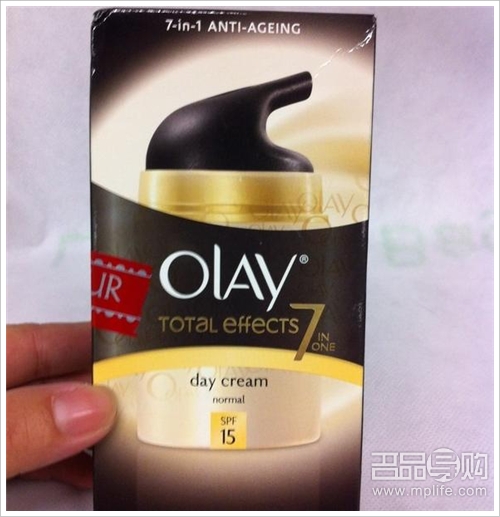 7-in-1 ANTI-AGEING
OLAY®
TOTAL effects 7 IN ONE
UR
day cream
normal
SPF
15
名品导购
www.mplife.com